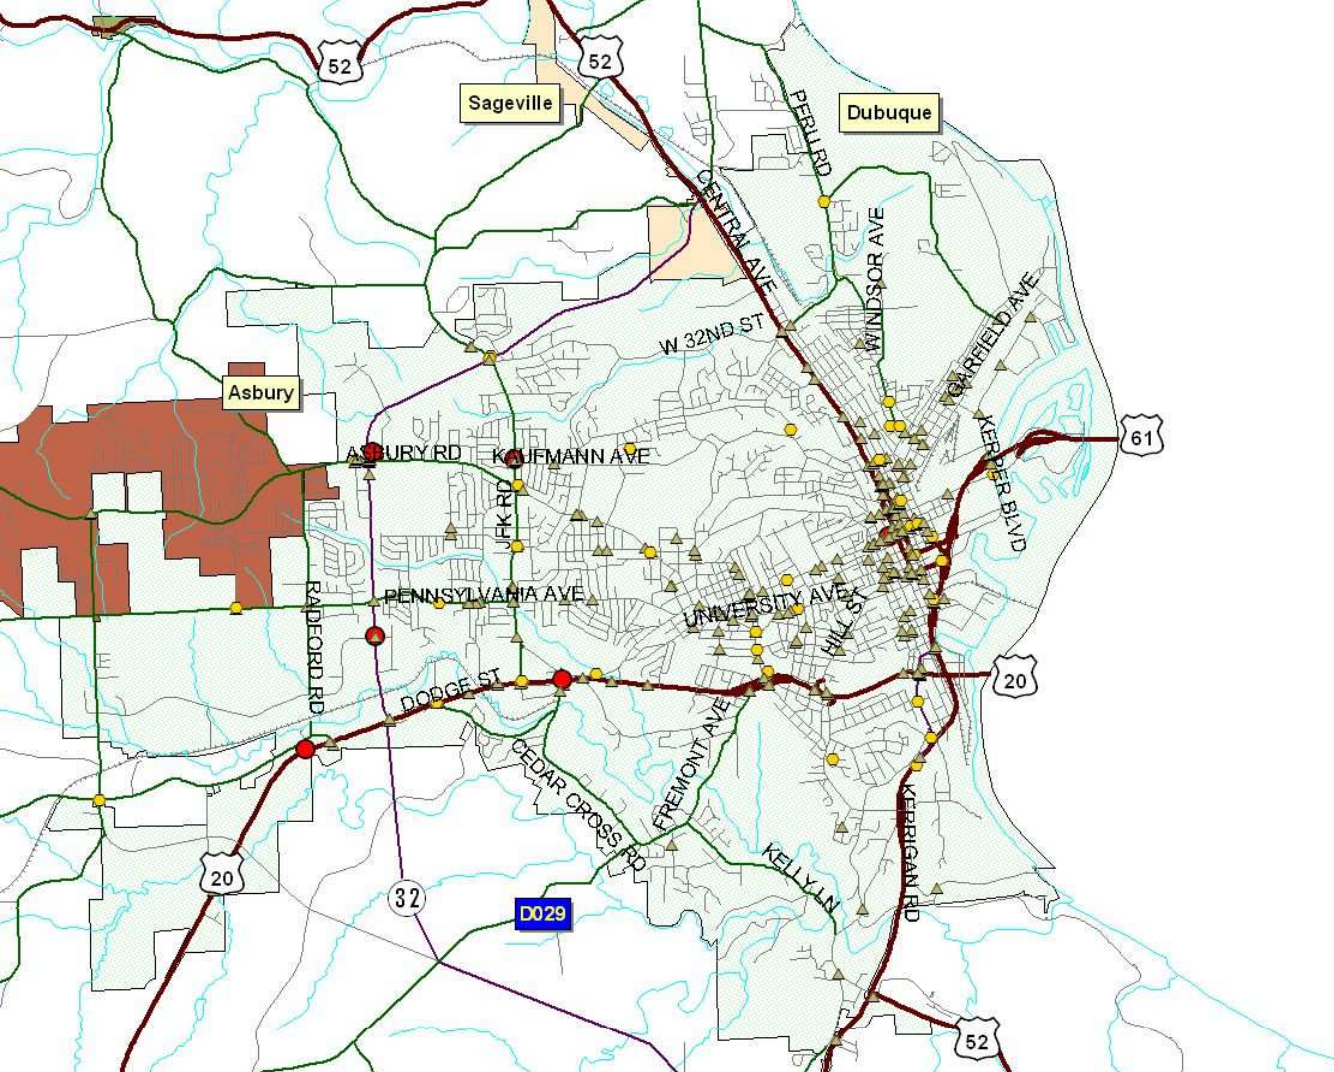 52
52
Sageville
Dubuque
PERU RD
CENTRAL AVE
WINDSOR AVE
GARFIELD AVE
W 32ND ST
Asbury
61
ASBURY RD
KAUFMANN AVE
KERPER BLVD
JFK RD
PENNSYLVANIA AVE
UNIVERSITY AVE
HILL ST
RADFORD RD
20
DODGE ST
FREMONT AVE
CEDAR CROSS RD
KERRIGAN RD
KELLY LN
20
32
D029
52